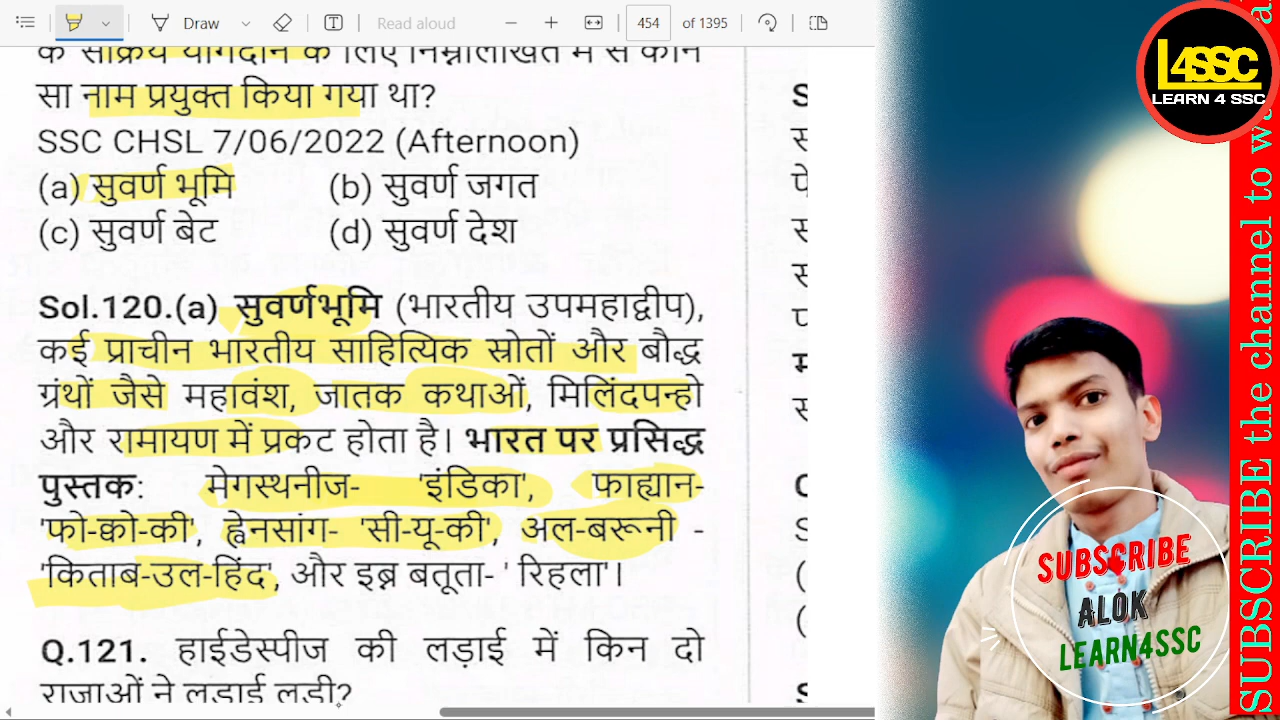 Draw
Read aloud
454 of 1395
के सक्रिय योगदान के लिए निम्नलिखित में से कौन
सा नाम प्रयुक्त किया गया था?
SSC CHSL 7/06/2022 (Afternoon)
(a) सुवर्ण भूमि (b) सुवर्ण जगत
(c) सुवर्ण बेट (d) सुवर्ण देश
Sol.120.(a) सुवर्णभूमि (भारतीय उपमहाद्वीप),
कई प्राचीन भारतीय साहित्यिक स्रोतों और बौद्ध
ग्रंथों जैसे महावंश, जातक कथाओं, मिलिंदपन्हो
और रामायण में प्रकट होता है। भारत पर प्रसिद्ध
पुस्तक: मेगस्थनीज- 'इंडिका', फाह्यान-
'फो-क्वो-की', ह्वेनसांग- 'सी-यू-की', अल-बरूनी -
'किताब-उल-हिंद', और इब्न बतूता- ' रिहला'।
Q.121. हाईडेस्पीज की लड़ाई में किन दो
राजाओं ने लड़ाई लड़ी?
L4SSC
LEARN 4 SSC
SUBSCRIBE
ALOK
LEARN4SSC
SUBSCRIBE the channel to